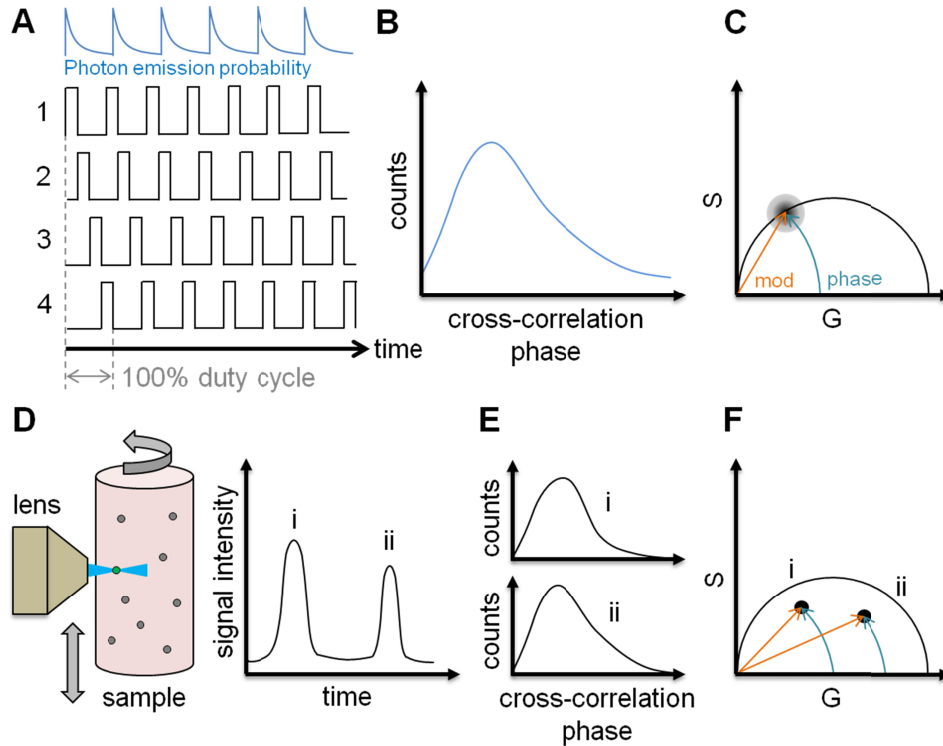 A
Photon emission probability
1
2
3
4
time
100% duty cycle
B
counts
cross-correlation
phase
C
S
mod
phase
G
D
lens
sample
signal intensity
i
ii
time
E
counts
i
counts
ii
cross-correlation
phase
F
S
i
ii
G